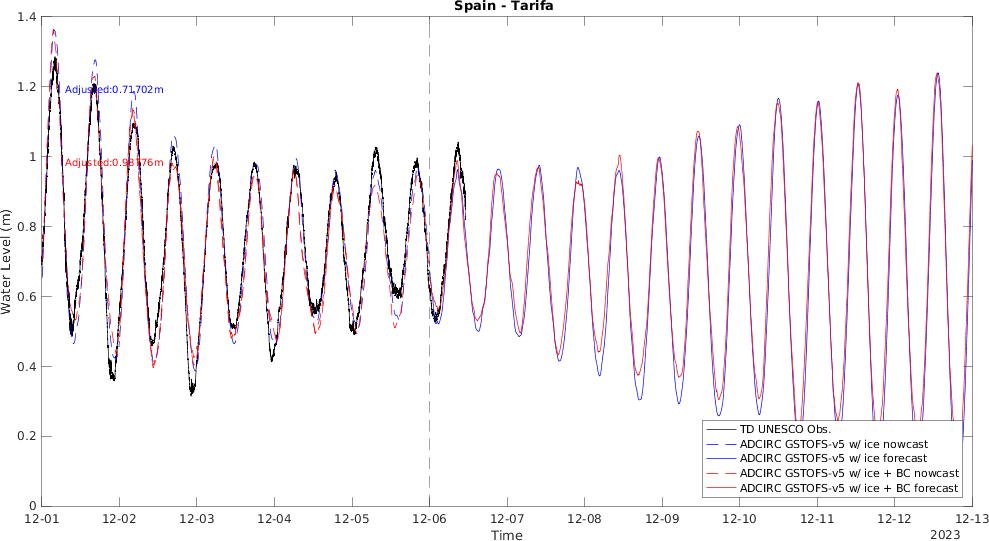 Spain - Tarifa
1.4
1.2
1
0.8
0.6
0.4
0.2
0
Water Level (m)
Adjusted:0.71702m
TD UNESCO Obs.
ADCIRC GSTOFS-v5 w/ ice nowcast
ADCIRC GSTOFS-v5 w/ ice forecast
ADCIRC GSTOFS-v5 w/ ice + BC nowcast
ADCIRC GSTOFS-v5 w/ ice + BC forecast
12-01 12-02 12-03 12-04 12-05 12-06 12-07 12-08 12-09 12-10 12-11 12-12 12-13
Time
2023